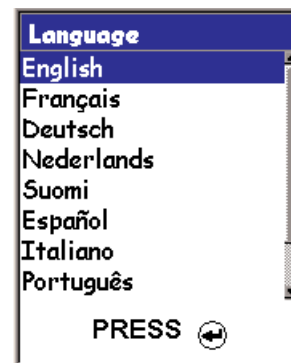 Language
English
Français
Deutsch
Nederlands
Suomi
Español
Italiano
Português
PRESS